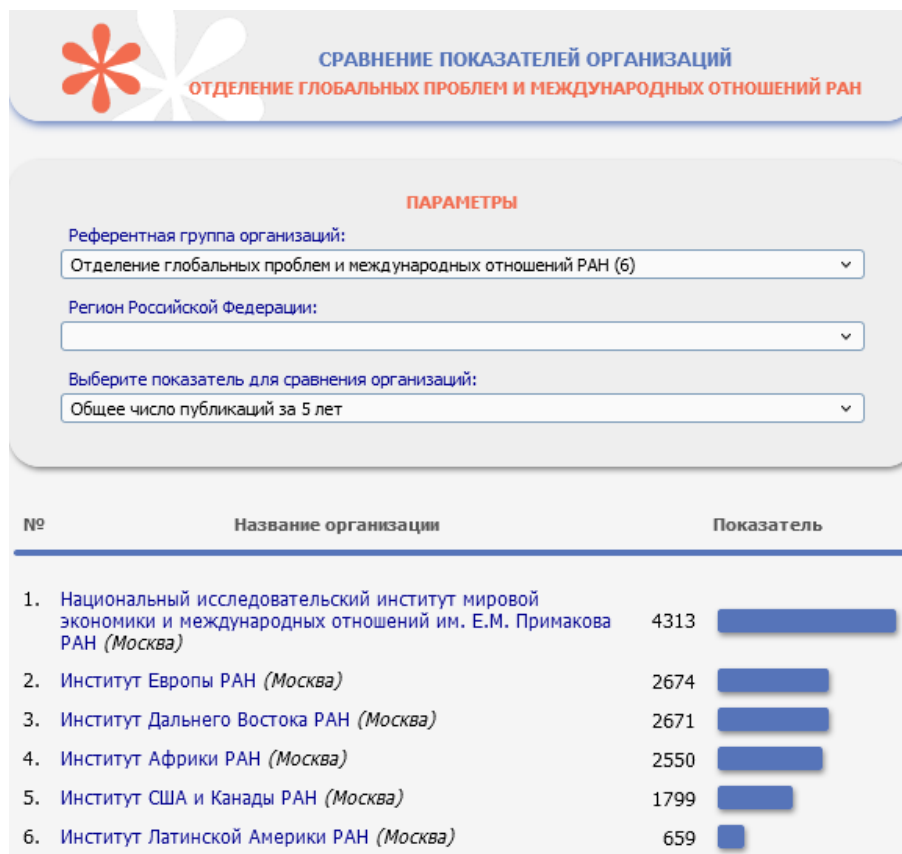 СРАВНЕНИЕ ПОКАЗАТЕЛЕЙ ОРГАНИЗАЦИЙ
ОТДЕЛЕНИЕ ГЛОБАЛЬНЫХ ПРОБЛЕМ И МЕЖДУНАРОДНЫХ ОТНОШЕНИЙ РАН
ПАРАМЕТРЫ
Референтная группа организаций:
Отделение глобальных проблем и международных отношений РАН (6)
Регион Российской Федерации:
Выберите показатель для сравнения организаций:
Общее число публикаций за 5 лет
№ Название организации Показатель
1. Национальный исследовательский институт мировой
экономики и международных отношений им. Е.М. Примакова 4313
РАН (Москва)
2. Институт Европы РАН (Москва) 2674
3. Институт Дальнего Востока РАН (Москва) 2671
4. Институт Африки РАН (Москва) 2550
5. Институт США и Канады РАН (Москва) 1799
6. Институт Латинской Америки РАН (Москва) 659